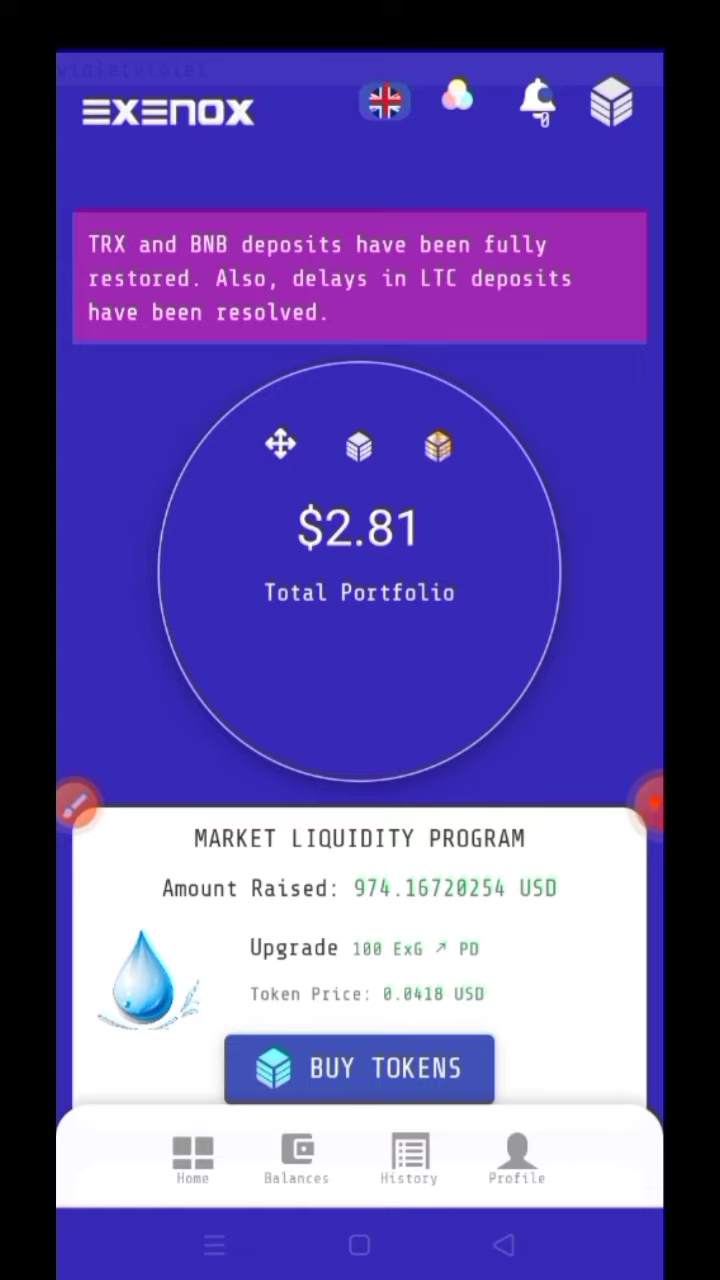 violetviolet
EXENOX
0
TRX and BNB deposits have been fully
restored. Also, delays in LTC deposits
have been resolved.
$2.81
Total Portfolio
MARKET LIQUIDITY PROGRAM
Amount Raised: 974.16720254 USD
Upgrade 100 ExG ↗ PD
Token Price: 0.0418 USD
BUY TOKENS
Home Balances History Profile